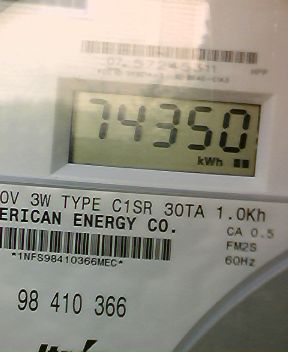 74350
kWh
0V 3W TYPE C1SR 30TA 1.0Kh
ERICAN ENERGY CO.
CA 0.5
FM2S
*1NFS98410366MEC*
60Hz
98 410 366